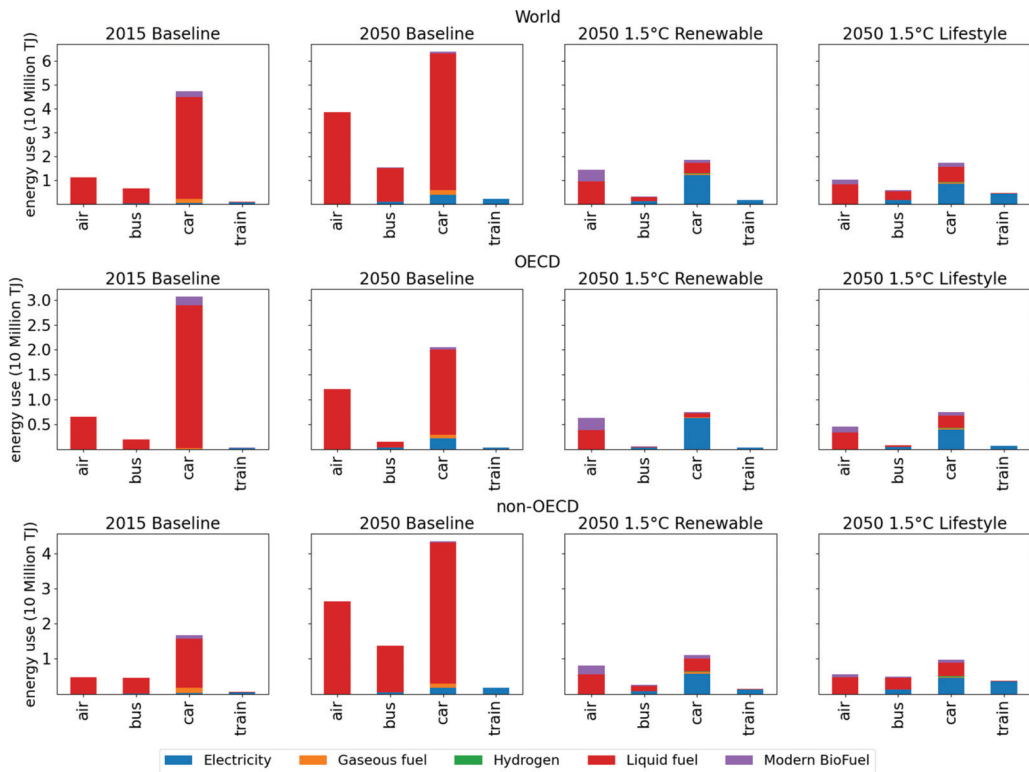 World
2015 Baseline 2050 Baseline 2050 1.5°C Renewable 2050 1.5°C Lifestyle
energy use (10 Million TJ)
6
5
4
3
2
1
air bus car train air bus car train air bus car train air bus car train
OECD
2015 Baseline 2050 Baseline 2050 1.5°C Renewable 2050 1.5°C Lifestyle
energy use (10 Million TJ)
3.0
2.5
2.0
1.5
1.0
0.5
air bus car train air bus car train air bus car train air bus car train
non-OECD
2015 Baseline 2050 Baseline 2050 1.5°C Renewable 2050 1.5°C Lifestyle
energy use (10 Million TJ)
4
3
2
1
air bus car train air bus car train air bus car train air bus car train
Electricity Gaseous fuel Hydrogen Liquid fuel Modern BioFuel